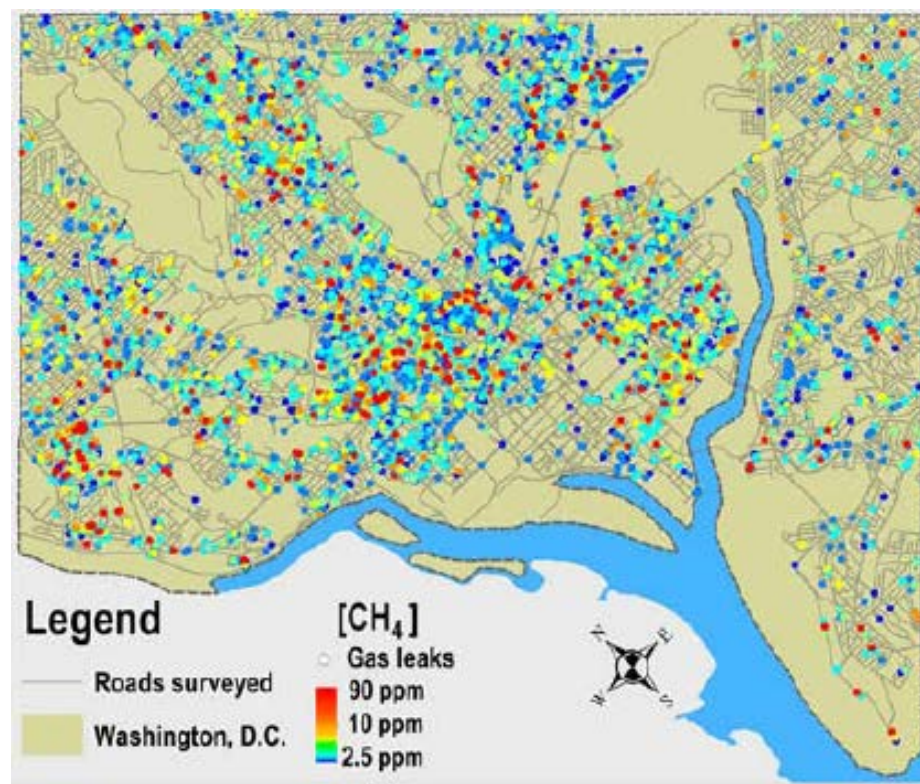 Legend
Roads surveyed
Washington, D.C.
[CH₄]
Gas leaks
90 ppm
10 ppm
2.5 ppm
N
E
W
S